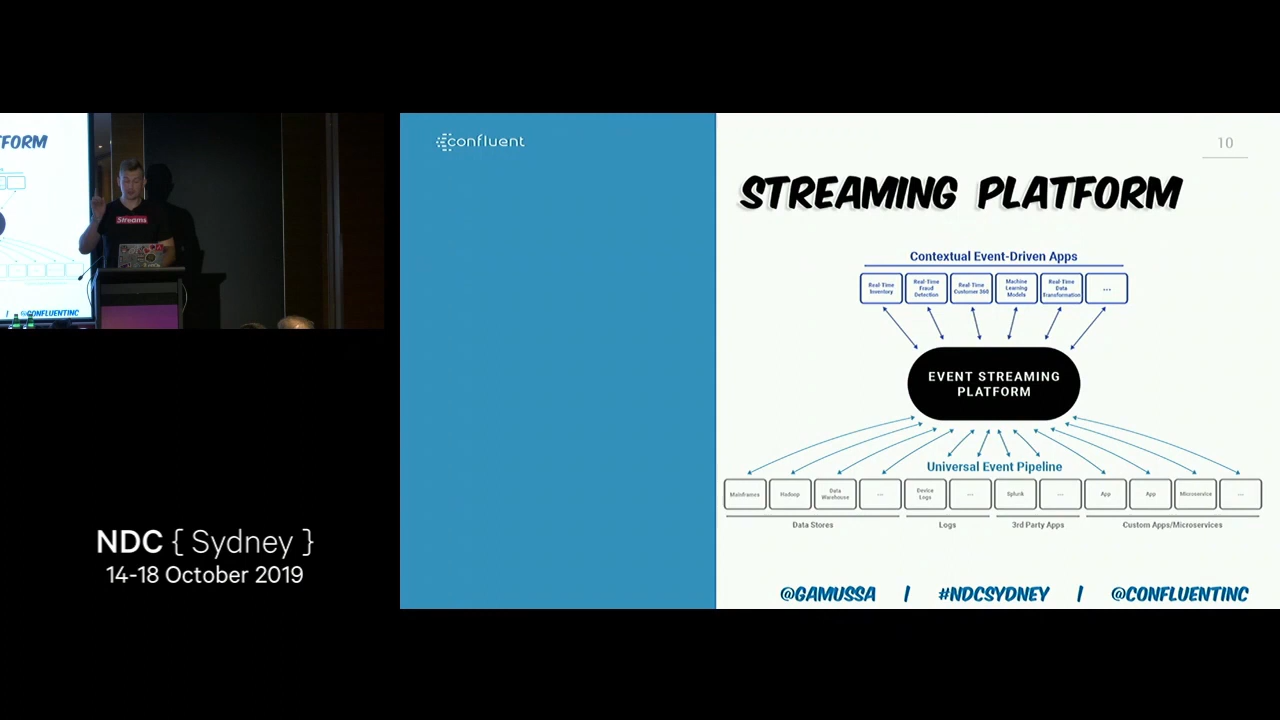 TFORM
Streams
@CONFLUENTINC
NDC { Sydney }
14-18 October 2019
confluent
10
STREAMING PLATFORM
Contextual Event-Driven Apps
Real-Time
Inventory
Real-Time
Fraud
Detection
Real-Time
Customer 360
Machine
Learning
Models
Real-Time
Data
Transformation
...
EVENT STREAMING
PLATFORM
Universal Event Pipeline
Mainframes
Hadoop
Data
Warehouse
...
Device
Logs
...
Splunk
...
App
App
Microservice
...
Data Stores
Logs
3rd Party Apps
Custom Apps/Microservices
@GAMUSSA | #NDCSYDNEY | @CONFLUENTINC